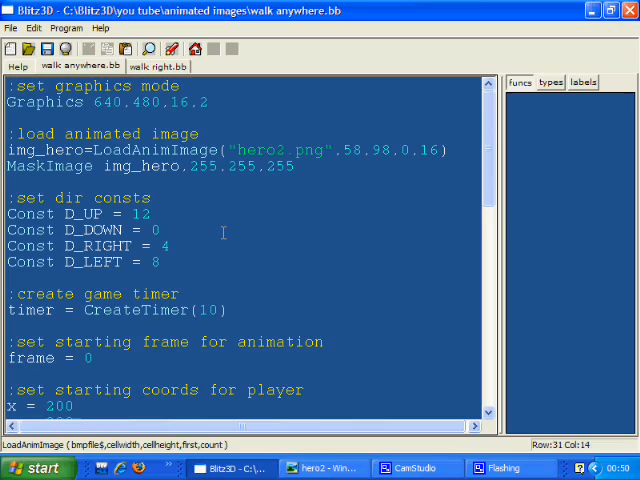 Blitz3D - C:\Blitz3D\you tube\animated images\walk anywhere.bb
File Edit Program Help
Help walk anywhere.bb walk right.bb
funcs types labels
;set graphics mode
Graphics 640,480,16,2
;load animated image
img_hero=LoadAnimImage("hero2.png",58,98,0,16)
MaskImage img_hero,255,255,255
;set dir consts
Const D_UP = 12
Const D_DOWN = 0
Const D_RIGHT = 4
Const D_LEFT = 8
;create game timer
timer = CreateTimer(10)
;set starting frame for animation
frame = 0
;set starting coords for player
x = 200
LoadAnimImage ( bmpfile$,cellwidth,cellheight,first,count )
Row:31 Col:14
start
Blitz3D - C:\...
hero2 - Win...
CamStudio
Flashing
00:50